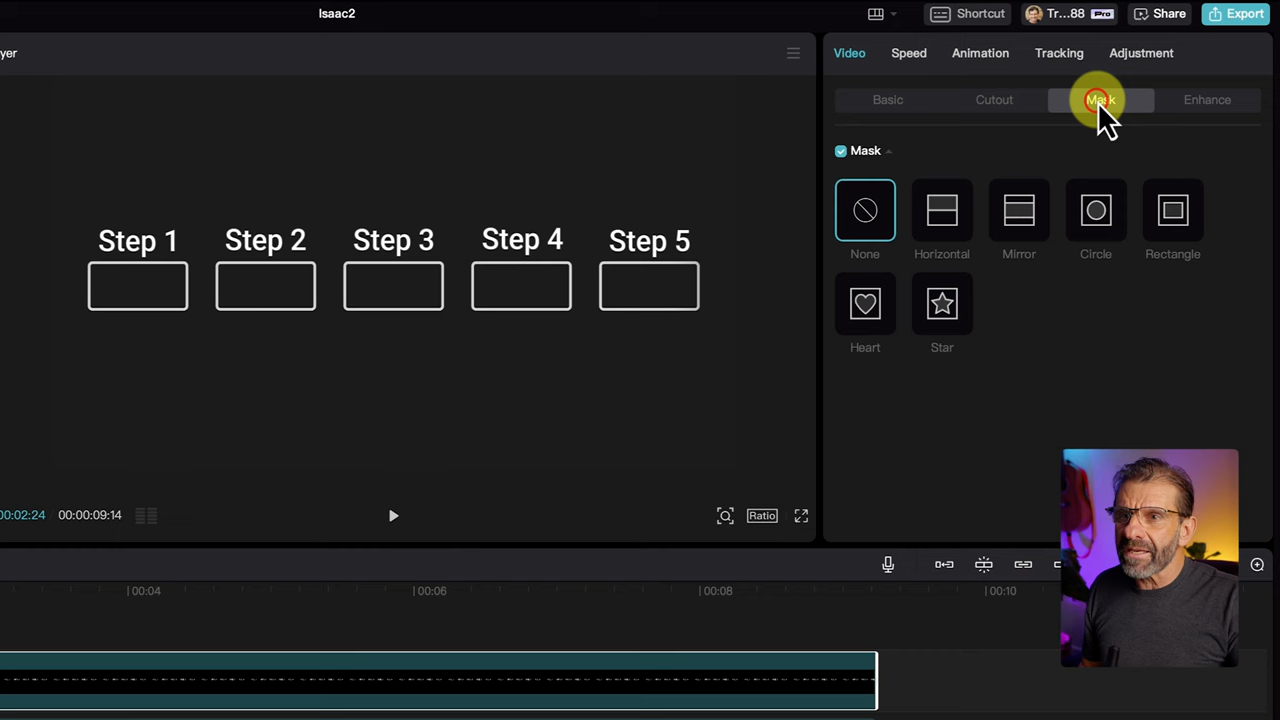 Isaac2
Shortcut
Tr...88 Pro
Share
Export
yer
Video Speed Animation Tracking Adjustment
Basic Cutout Mask Enhance
Mask
None Horizontal Mirror Circle Rectangle
Heart Star
Step 1 Step 2 Step 3 Step 4 Step 5
00:02:24 00:00:09:14
Ratio
00:04 00:06 00:08 00:10